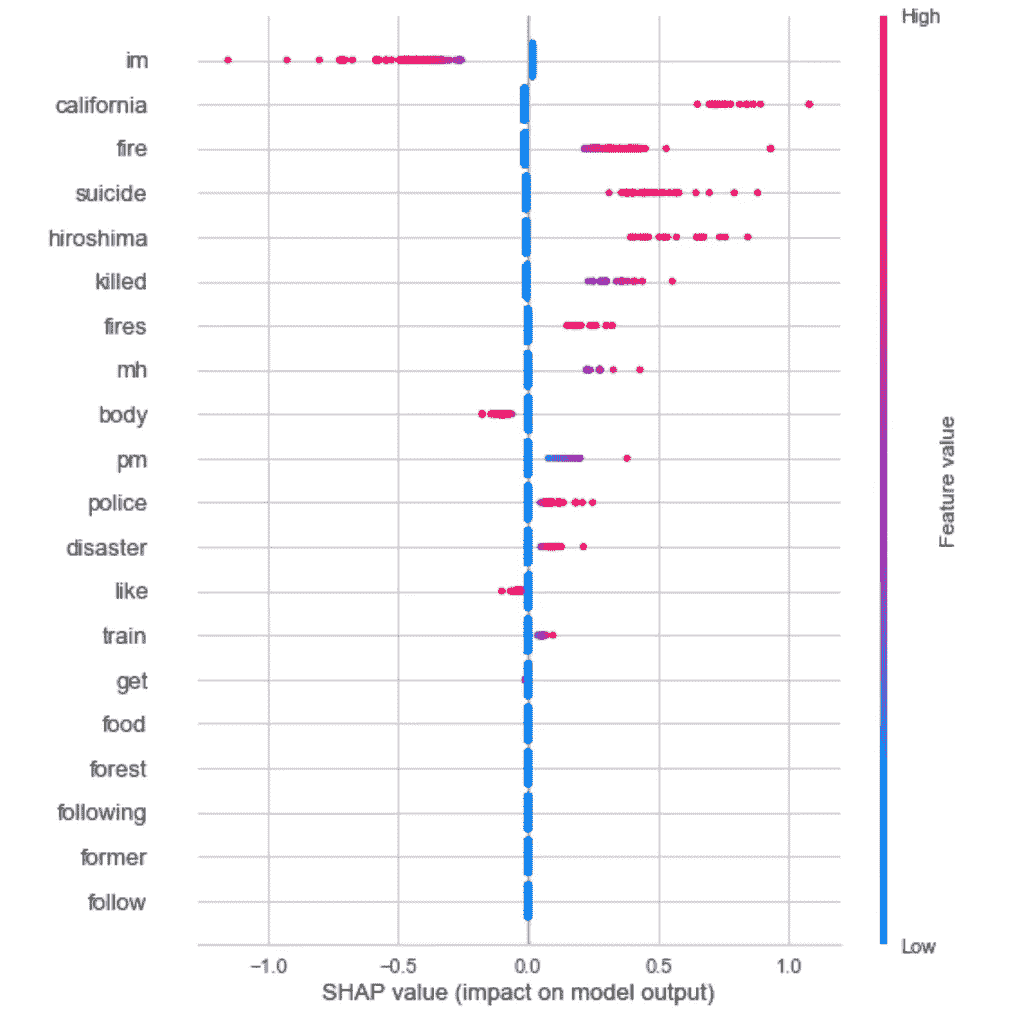 High
im
california
fire
suicide
hiroshima
killed
fires
mh
body
pm
police
disaster
like
train
get
food
forest
following
former
follow
Feature value
Low
−1.0 −0.5 0.0 0.5 1.0
SHAP value (impact on model output)